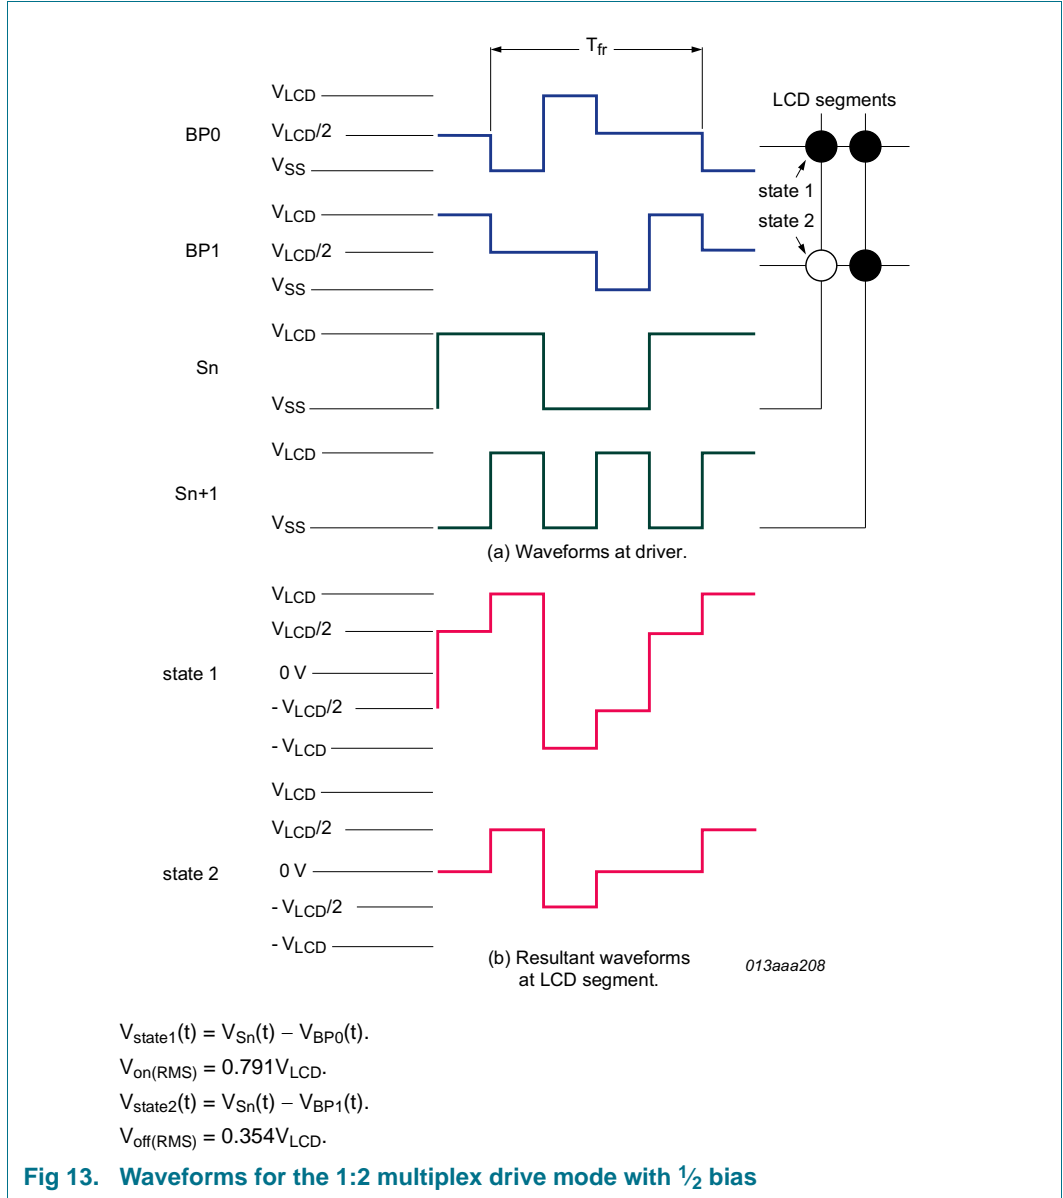 Tfr
VLCD
LCD segments
BP0
VLCD/2
VSS
state 1
VLCD
state 2
BP1
VLCD/2
VSS
VLCD
Sn
VSS
VLCD
Sn+1
VSS
(a) Waveforms at driver.
VLCD
VLCD/2
state 1
0 V
- VLCD/2
- VLCD
VLCD
VLCD/2
state 2
0 V
- VLCD/2
- VLCD
(b) Resultant waveforms
at LCD segment.
013aaa208
Vstate1(t) = VSn(t) − VBP0(t).
Von(RMS) = 0.791VLCD.
Vstate2(t) = VSn(t) − VBP1(t).
Voff(RMS) = 0.354VLCD.
Fig 13. Waveforms for the 1:2 multiplex drive mode with 1⁄2 bias